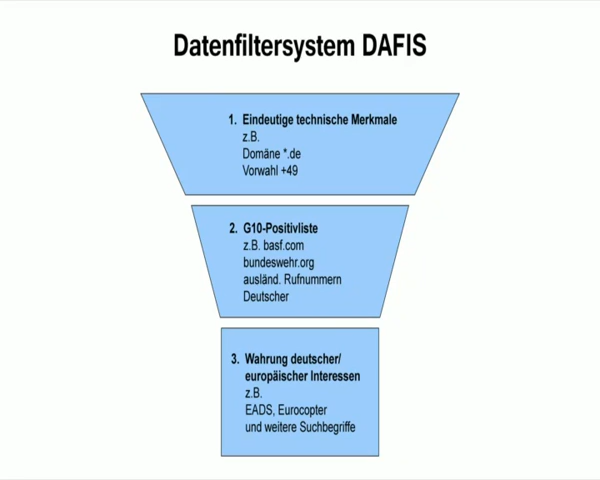 Datenfiltersystem DAFIS
1. Eindeutige technische Merkmale
z.B.
Domäne *.de
Vorwahl +49
2. G10-Positivliste
z.B. basf.com
bundeswehr.org
ausländ. Rufnummern
Deutscher
3. Wahrung deutscher/
europäischer Interessen
z.B.
EADS, Eurocopter
und weitere Suchbegriffe